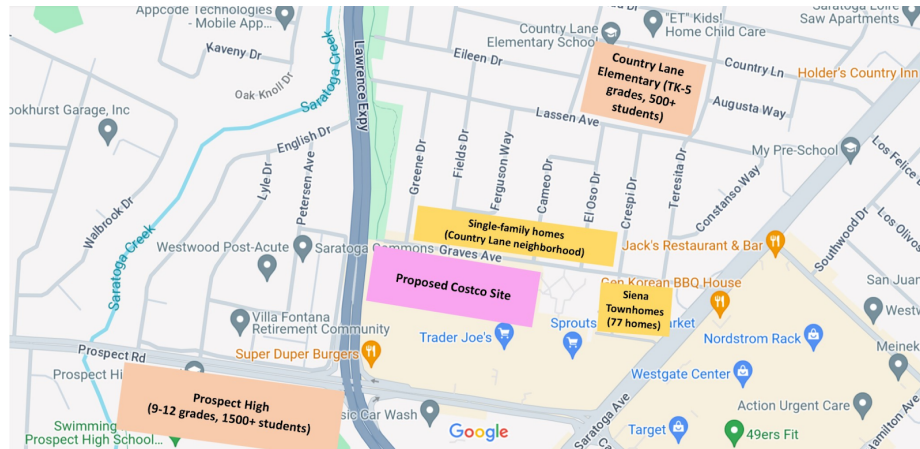 Appcode Technologies
- Mobile App...
Kaveny Dr
Oak Knoll Dr
Saratoga Creek
Lawrence Expy
Country Lane
Elementary School
"ET" Kids!
Home Child Care
Saratoga Loire
Saw Apartments
Eileen Dr
Country Lane
Elementary (TK-5
grades, 500+
students)
Country Ln
Holder's Country Inn
Augusta Way
ookhurst Garage, Inc
English Dr
Lassen Ave
My Pre-School
Los Felice
Walbrook Dr
Lyle Dr
Petersen Ave
Greene Dr
Fields Dr
Ferguson Way
Cameo Dr
El Oso Dr
Crespi Dr
Teresita Dr
Constanso Way
Southwood Dr
Los Olivos
Saratoga Creek
Westwood Post-Acute
Saratoga Commons
Single-family homes
(Country Lane neighborhood)
Graves Ave
Jack's Restaurant & Bar
Proposed Costco Site
Gen Korean BBQ House
San Juan
Siena
Townhomes
(77 homes)
Westw
Villa Fontana
Retirement Community
Trader Joe's
Sprouts
arket
Nordstrom Rack
Prospect Rd
Super Duper Burgers
Meinek
Westgate Center
Prospect Hi
Prospect High
(9-12 grades, 1500+ students)
sic Car Wash
Saratoga Ave
Action Urgent Care
Hamilton Ave
Swimming
Prospect High School...
Google
Target
49ers Fit